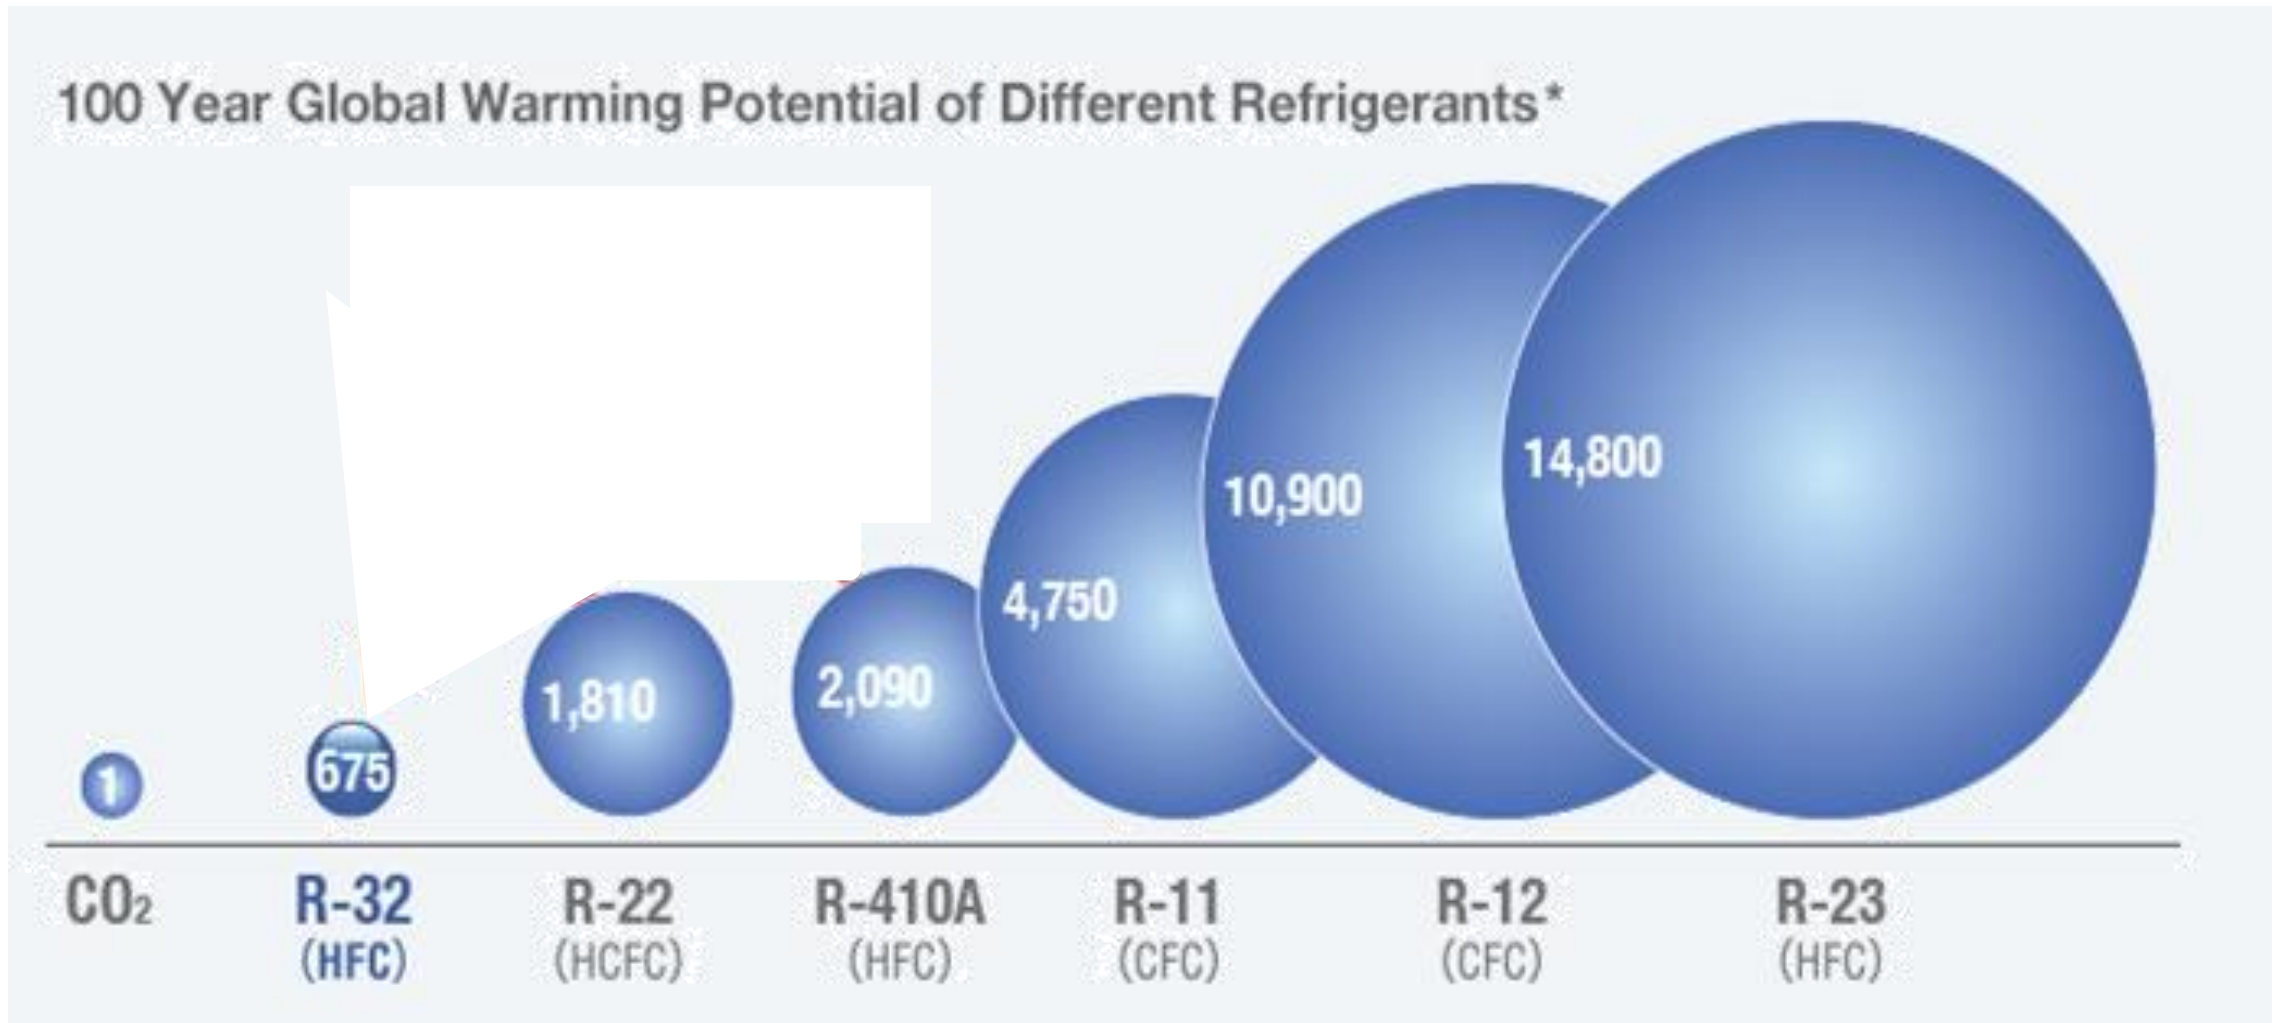 100 Year Global Warming Potential of Different Refrigerants*
1
675
1,810
2,090
4,750
10,900
14,800
CO₂
R-32
(HFC)
R-22
(HCFC)
R-410A
(HFC)
R-11
(CFC)
R-12
(CFC)
R-23
(HFC)